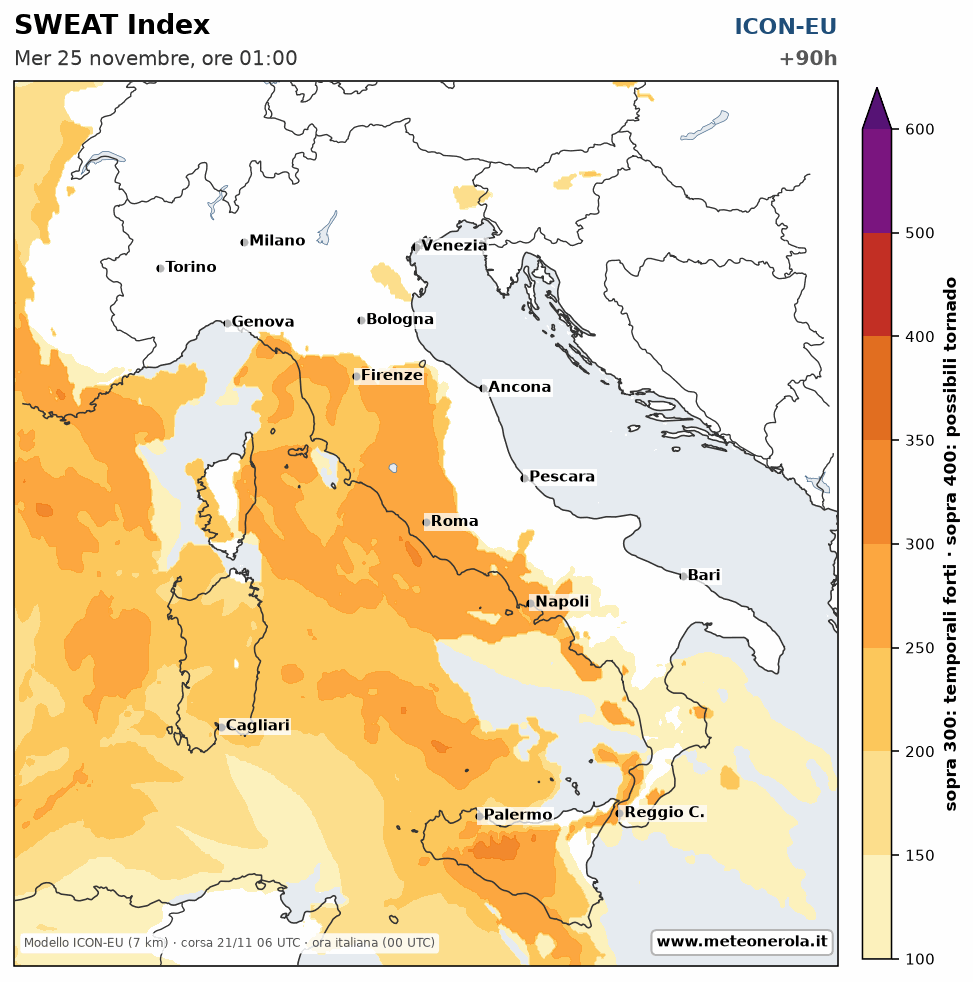 SWEAT Index
ICON-EU
Mer 25 novembre, ore 01:00
+90h
Milano
Venezia
Torino
Genova
Bologna
Firenze
Ancona
Pescara
Roma
Bari
Napoli
Cagliari
Palermo
Reggio C.
600
500
400
350
300
250
200
150
100
sopra 300: temporali forti · sopra 400: possibili tornado
Modello ICON-EU (7 km) · corsa 21/11 06 UTC · ora italiana (00 UTC)
www.meteonerola.it